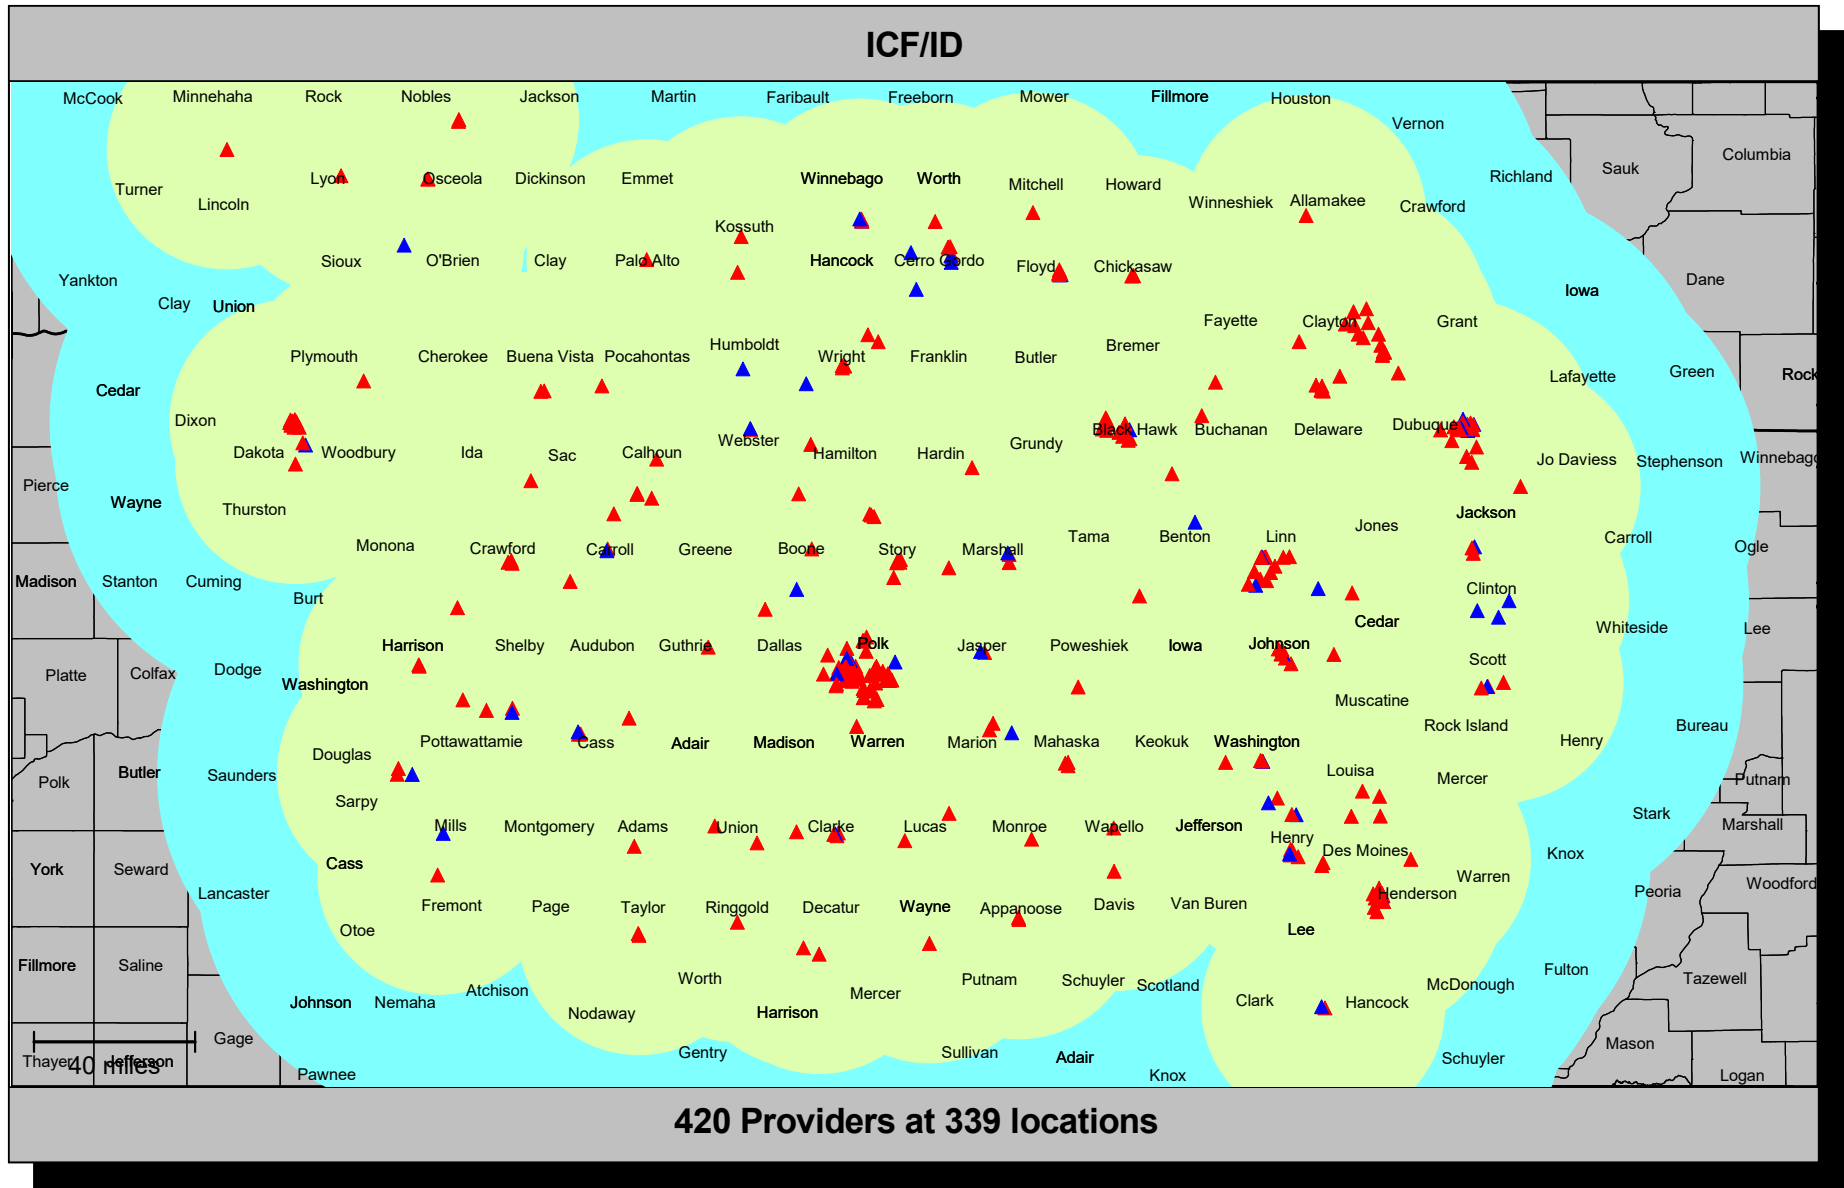 ICF/ID
McCook Minnehaha Rock Nobles Jackson Martin Faribault Freeborn Mower Fillmore Houston
Vernon
Sauk Columbia
Turner Lincoln Lyon Osceola Dickinson Emmet Winnebago Worth Mitchell Howard Winneshiek Allamakee Crawford Richland
Kossuth
Yankton Clay Union Sioux O'Brien Clay Palo Alto Hancock Cerro Gordo Floyd Chickasaw Iowa Dane
Fayette Clayton Grant
Cedar Plymouth Cherokee Buena Vista Pocahontas Humboldt Wright Franklin Butler Bremer Lafayette Green Rock
Dixon
Dakota Woodbury Ida Sac Calhoun Webster Hamilton Hardin Grundy Black Hawk Buchanan Delaware Dubuque Jo Daviess Stephenson Winnebago
Pierce Wayne Thurston Jackson
Monona Crawford Carroll Greene Boone Story Marshall Tama Benton Linn Jones Carroll Ogle
Madison Stanton Cuming Burt Clinton
Harrison Shelby Audubon Guthrie Dallas Polk Jasper Poweshiek Iowa Johnson Cedar Whiteside Lee
Platte Colfax Dodge Washington Scott
Muscatine
Douglas Pottawattamie Cass Adair Madison Warren Marion Mahaska Keokuk Washington Rock Island Henry Bureau
Polk Butler Saunders Louisa Mercer Putnam
Sarpy Mills Montgomery Adams Union Clarke Lucas Monroe Wapello Jefferson Henry Stark Marshall
York Seward Cass Des Moines Knox
Lancaster Fremont Page Taylor Ringgold Decatur Wayne Appanoose Davis Van Buren Henderson Warren Peoria Woodford
Otoe Lee
Fillmore Saline Johnson Nemaha Atchison Worth Mercer Putnam Schuyler Scotland Clark Hancock McDonough Fulton Tazewell
Nodaway Harrison
Gage Gentry Sullivan Adair Schuyler Mason
Thayer Jefferson
40 miles
Pawnee Knox Logan
420 Providers at 339 locations